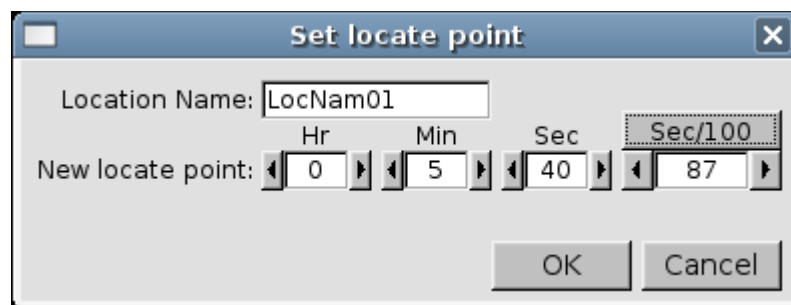 Set locate point
Location Name: LocNam01
Hr Min Sec Sec/100
New locate point: 0 5 40 87
OK Cancel